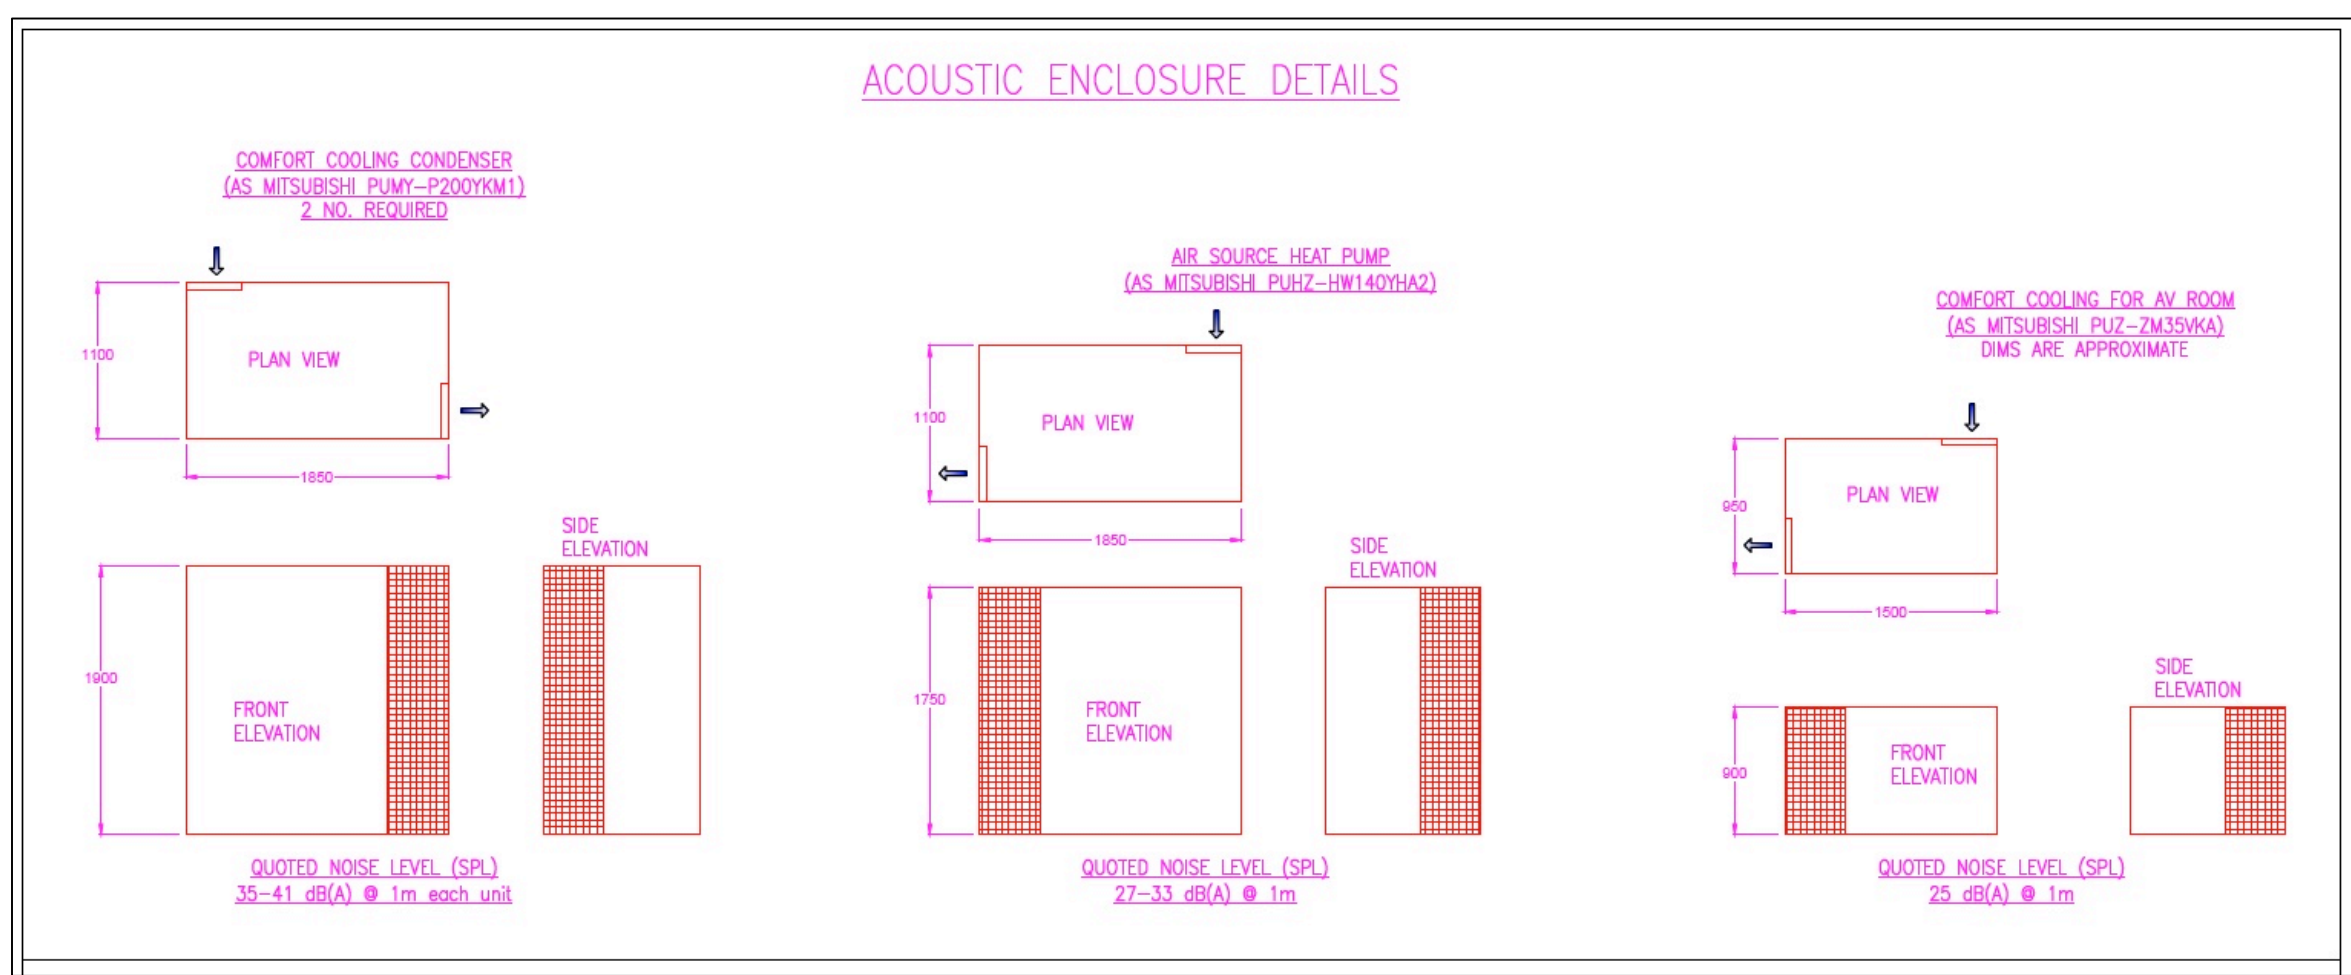 ACOUSTIC ENCLOSURE DETAILS
COMFORT COOLING CONDENSER
(AS MITSUBISHI PUMY-P200YKM1)
2 NO. REQUIRED
1100
PLAN VIEW
1850
SIDE
ELEVATION
1900
FRONT
ELEVATION
QUOTED NOISE LEVEL (SPL)
35-41 dB(A) @ 1m each unit
AIR SOURCE HEAT PUMP
(AS MITSUBISHI PUHZ-HW140YHA2)
1100
PLAN VIEW
1850
SIDE
ELEVATION
1750
FRONT
ELEVATION
QUOTED NOISE LEVEL (SPL)
27-33 dB(A) @ 1m
COMFORT COOLING FOR AV ROOM
(AS MITSUBISHI PUZ-ZM35VKA)
DIMS ARE APPROXIMATE
950
PLAN VIEW
1500
SIDE
ELEVATION
900
FRONT
ELEVATION
QUOTED NOISE LEVEL (SPL)
25 dB(A) @ 1m